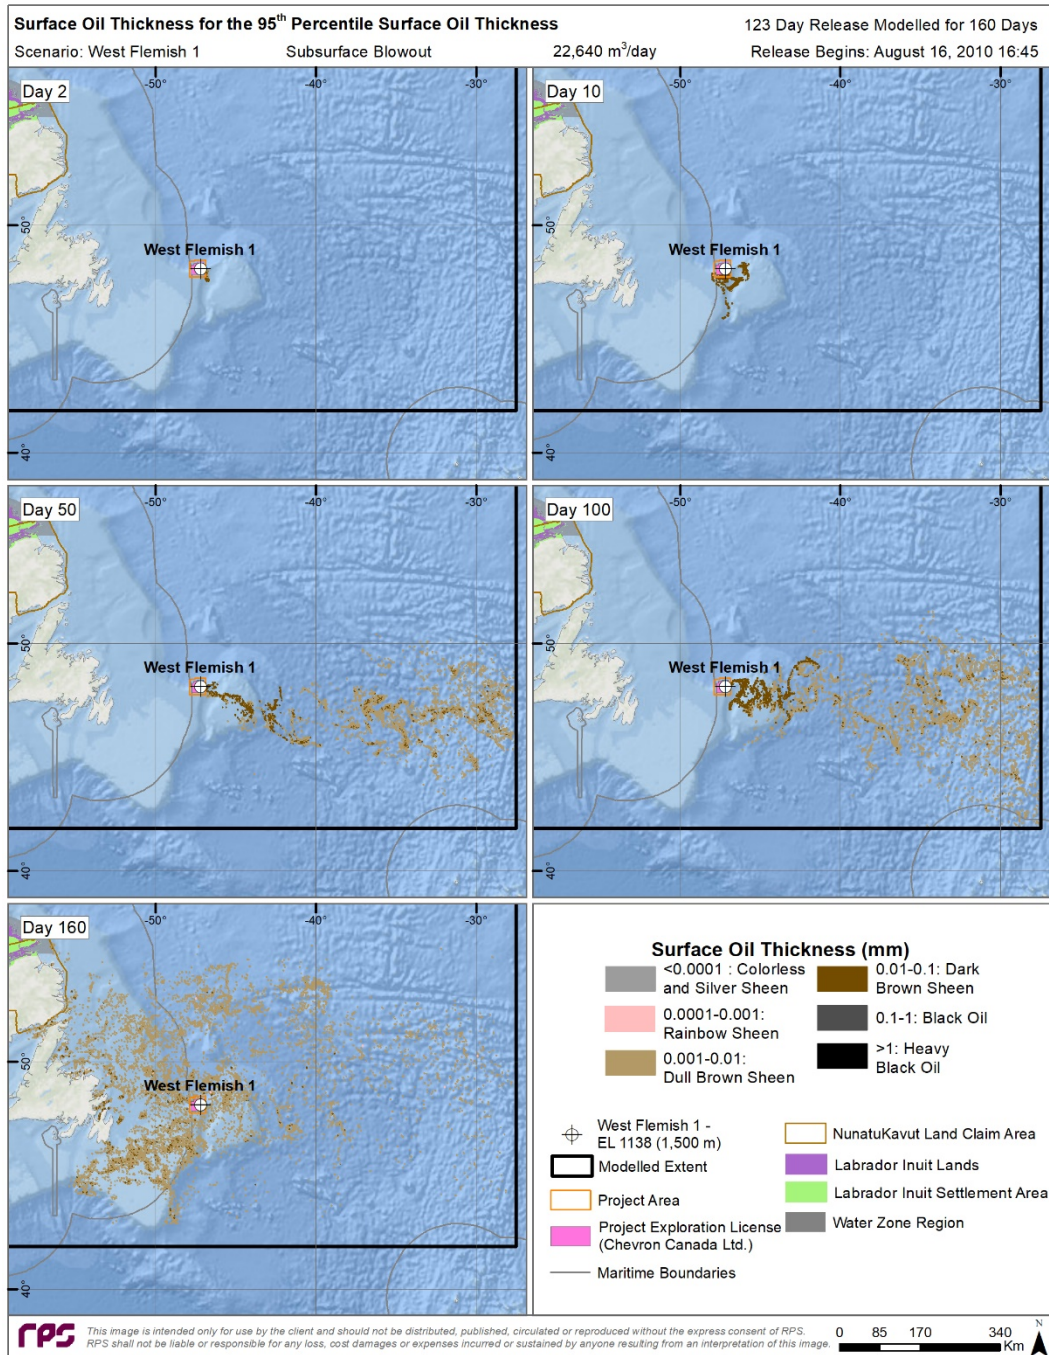 Surface Oil Thickness for the 95th Percentile Surface Oil Thickness
123 Day Release Modelled for 160 Days
Scenario: West Flemish 1
Subsurface Blowout
22,640 m³/day
Release Begins: August 16, 2010 16:45
Day 2
-50°
-40°
-30°
50°
West Flemish 1
40°
Day 10
-50°
-40°
-30°
50°
West Flemish 1
40°
Day 50
-50°
-40°
-30°
50°
West Flemish 1
40°
Day 100
-50°
-40°
-30°
50°
West Flemish 1
40°
Day 160
-50°
-40°
-30°
50°
West Flemish 1
40°
Surface Oil Thickness (mm)
<0.0001 : Colorless
and Silver Sheen
0.0001-0.001:
Rainbow Sheen
0.001-0.01:
Dull Brown Sheen
0.01-0.1: Dark
Brown Sheen
0.1-1: Black Oil
>1: Heavy
Black Oil
West Flemish 1 -
EL 1138 (1,500 m)
Modelled Extent
Project Area
Project Exploration License
(Chevron Canada Ltd.)
Maritime Boundaries
NunatuKavut Land Claim Area
Labrador Inuit Lands
Labrador Inuit Settlement Area
Water Zone Region
rps
This image is intended only for use by the client and should not be distributed, published, circulated or reproduced without the express consent of RPS.
RPS shall not be liable or responsible for any loss, cost damages or expenses incurred or sustained by anyone resulting from an interpretation of this image.
0 85 170 340
Km
N